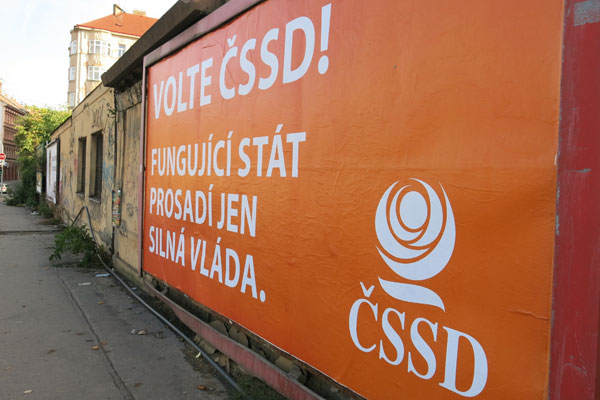 VOLTE ČSSD!
FUNGUJÍCÍ STÁT
PROSADÍ JEN
SILNÁ VLÁDA.
ČSSD